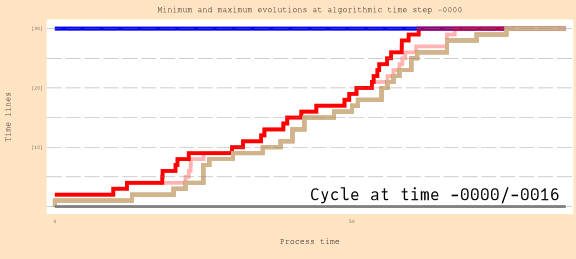 Minimum and maximum evolutions at algorithmic time step -0000
[30]
[20]
[10]
Time lines
Cycle at time -0000/-0016
0 50
Process time